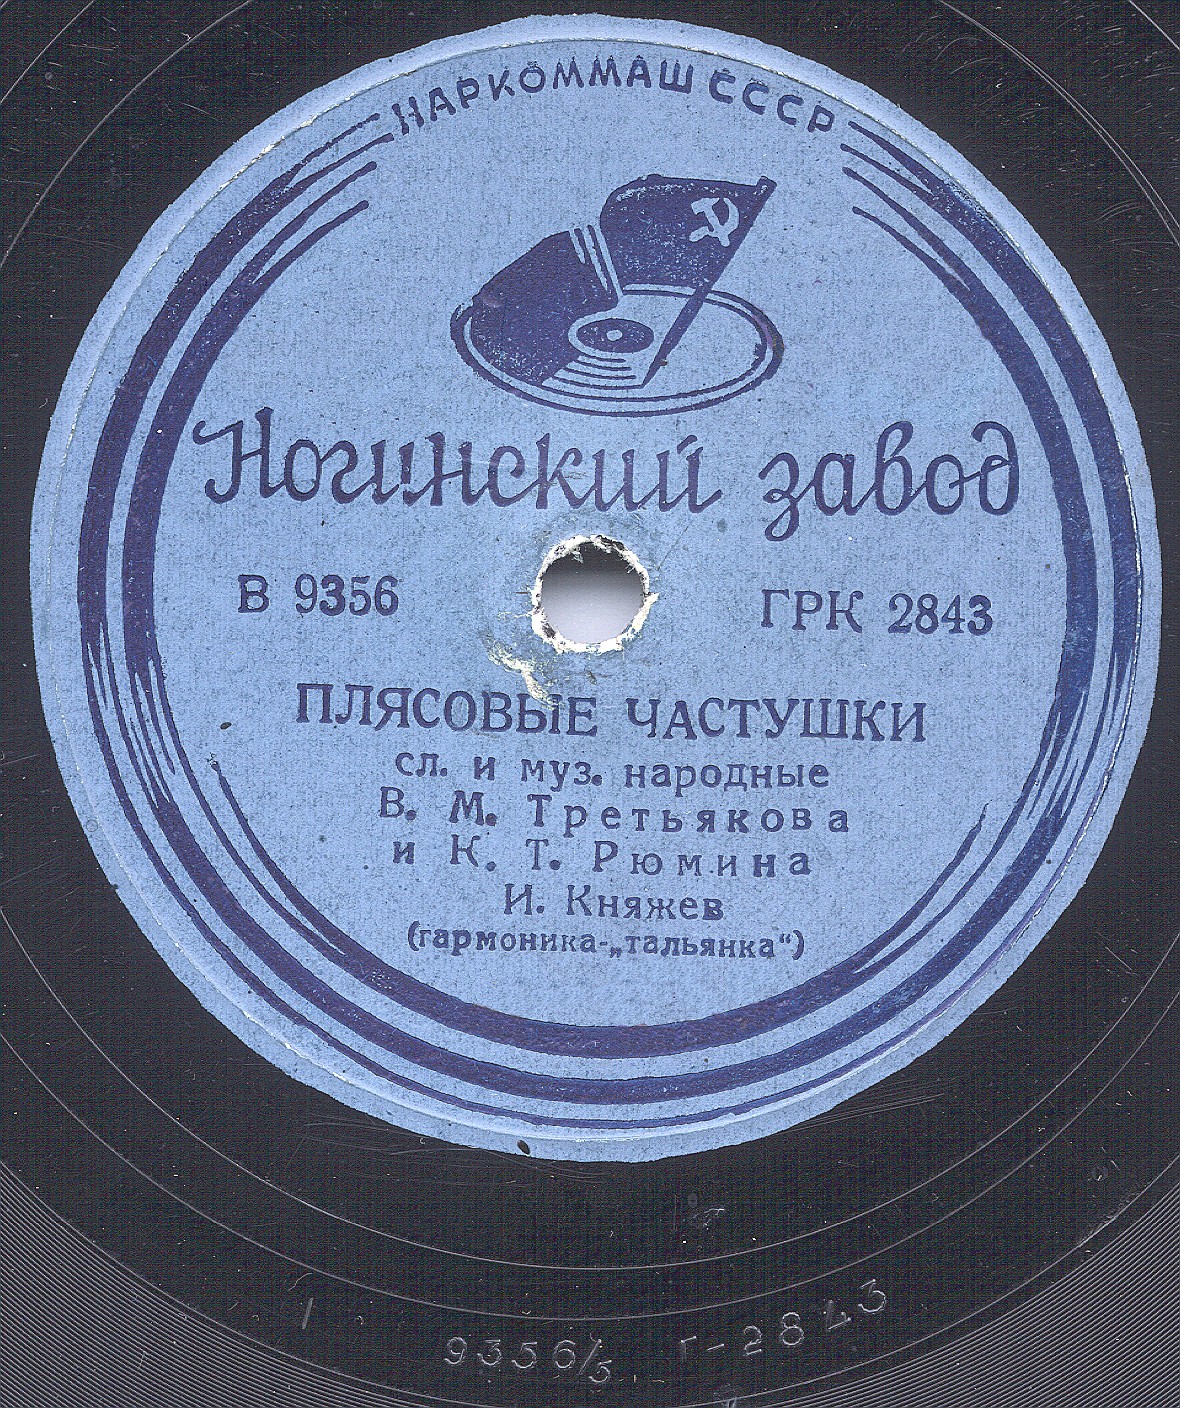 НАРКОММАШ СССР
Ногинский завод
В 9356 ГРК 2843
ПЛЯСОВЫЕ ЧАСТУШКИ
сл. и муз. народные
В. М. Третьякова
и К. Т. Рюмина
И. Княжев
(гармоника-„тальянка“)
9356/5 Г-2843